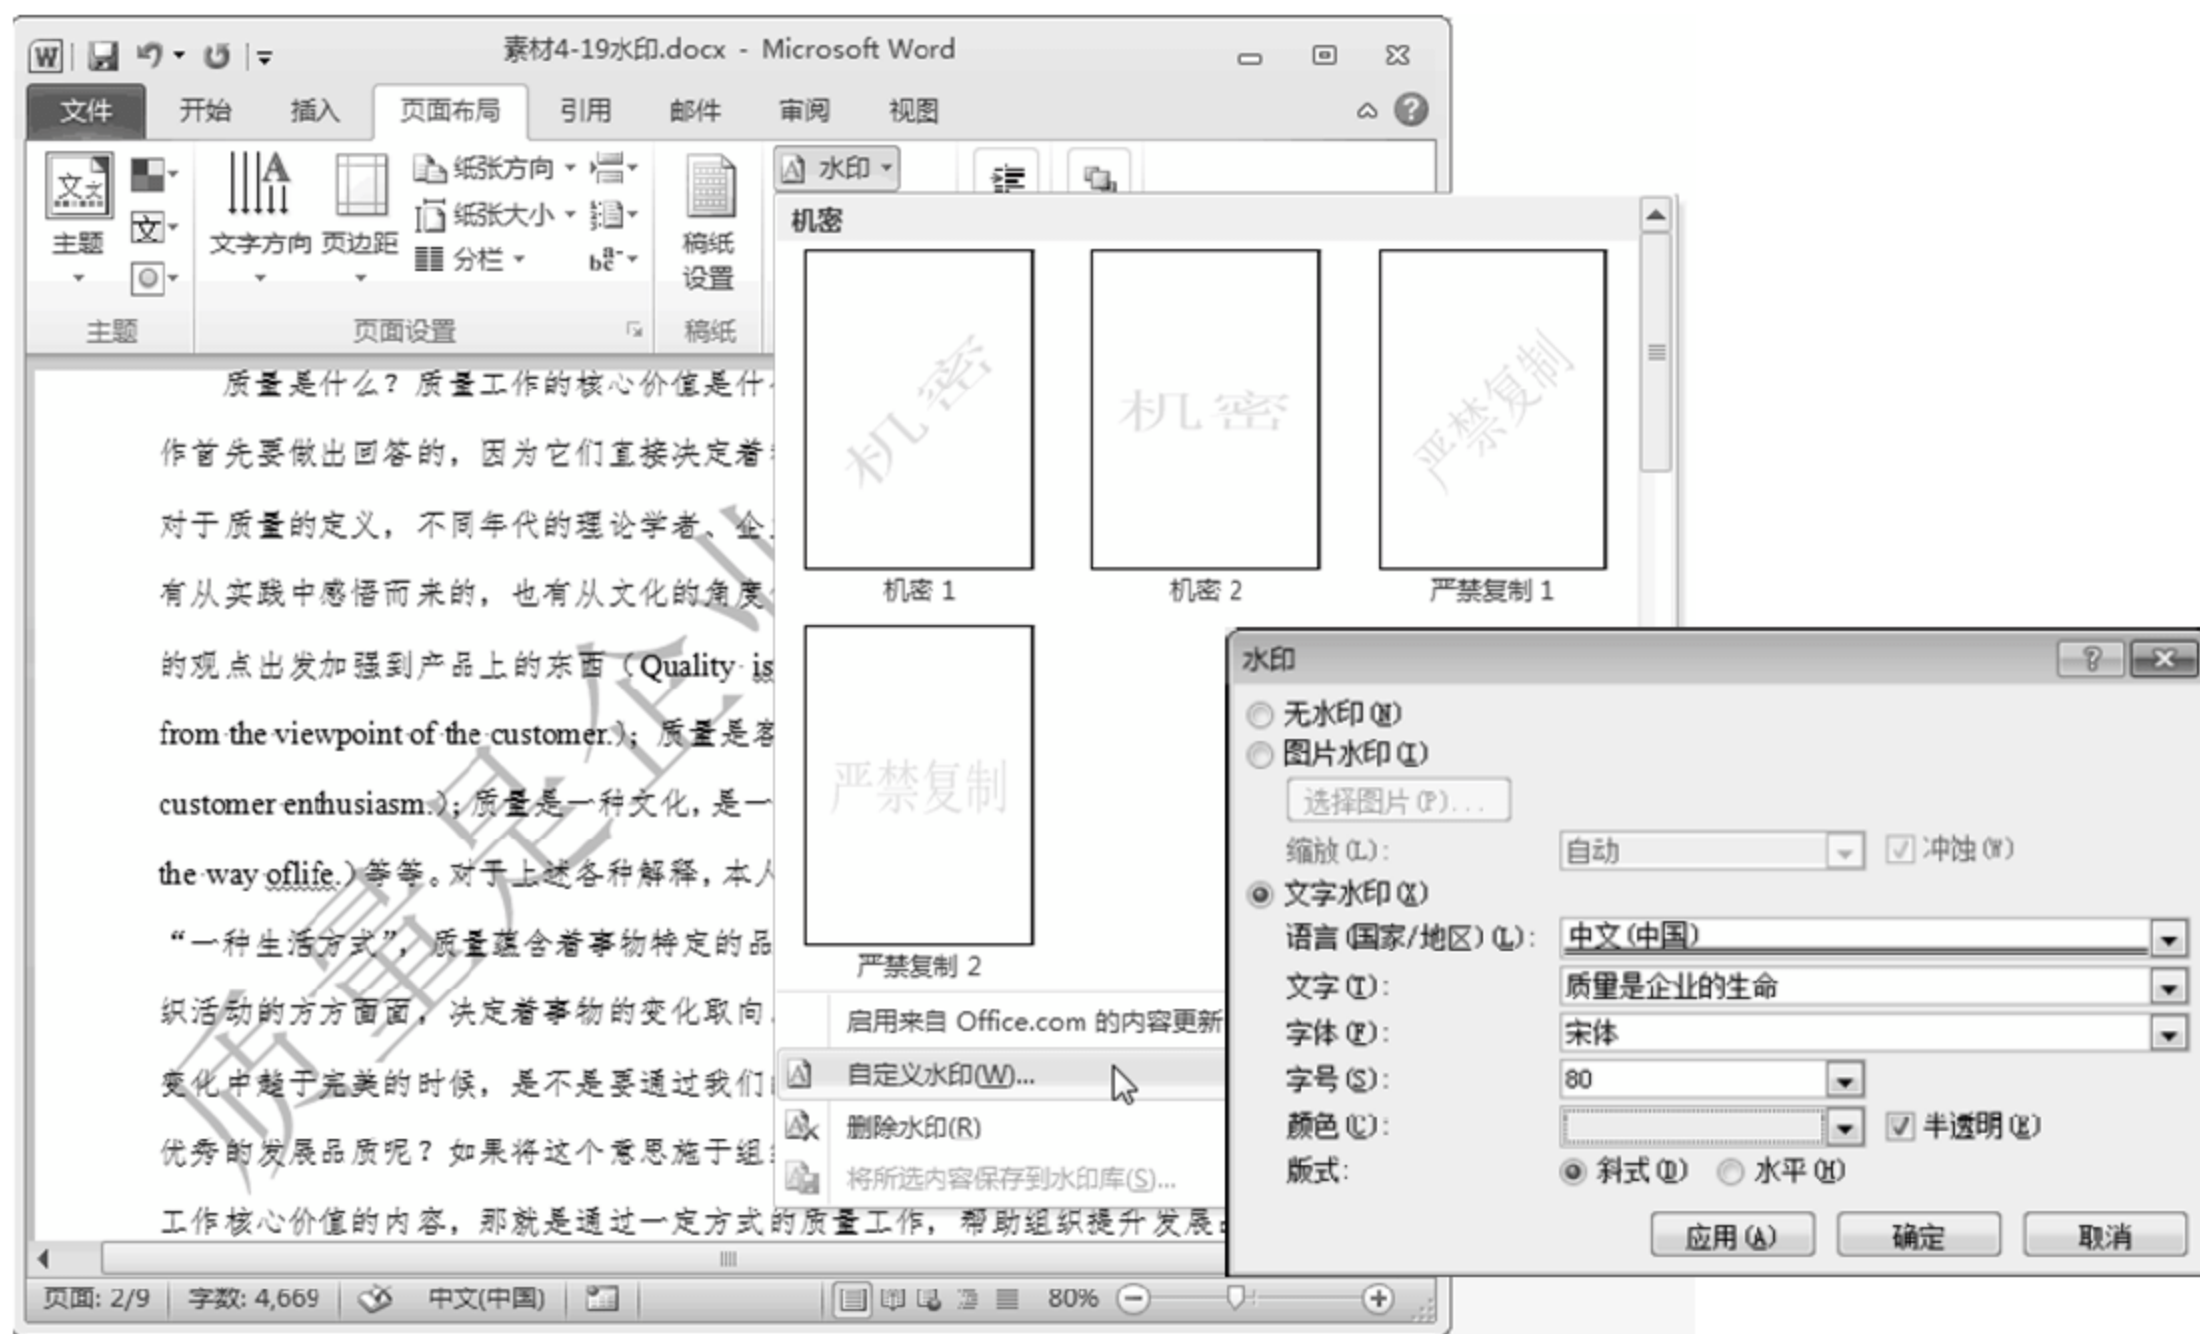 素材4-19水印.docx - Microsoft Word
文件 开始 插入 页面布局 引用 邮件 审阅 视图
主题
文字方向
页边距
纸张方向
纸张大小
分栏
稿纸
设置
水印
主题 页面设置 稿纸
机密
机密
机密
严禁复制
机密 1 机密 2 严禁复制 1
严禁复制
严禁复制 2
启用来自 Office.com 的内容更新
自定义水印(W)...
删除水印(R)
将所选内容保存到水印库(S)...
质量是什么？质量工作的核心价值是什
作首先要做出回答的，因为它们直接决定着
对于质量的定义，不同年代的理论学者、企
有从实践中感悟而来的，也有从文化的角度
的观点出发加强到产品上的东西（Quality is
from the viewpoint of the customer.）；质量是客
customer enthusiasm.）；质量是一种文化，是一
the way oflife.）等等。对于上述各种解释，本人
“一种生活方式”，质量蕴含着事物特定的品
织活动的方方面面，决定着事物的变化取向
变化中趋于完美的时候，是不是要通过我们
优秀的发展品质呢？如果将这个意思施于组
工作核心价值的内容，那就是通过一定方式的质量工作，帮助组织提升发展
质量是企业
水印
无水印(N)
图片水印(I)
选择图片(P)...
缩放(L): 自动 冲蚀(W)
文字水印(X)
语言(国家/地区)(L): 中文(中国)
文字(T): 质量是企业的生命
字体(F): 宋体
字号(S): 80
颜色(C): 半透明(E)
版式: 斜式(D) 水平(H)
应用(A) 确定 取消
页面: 2/9 字数: 4,669 中文(中国) 80%